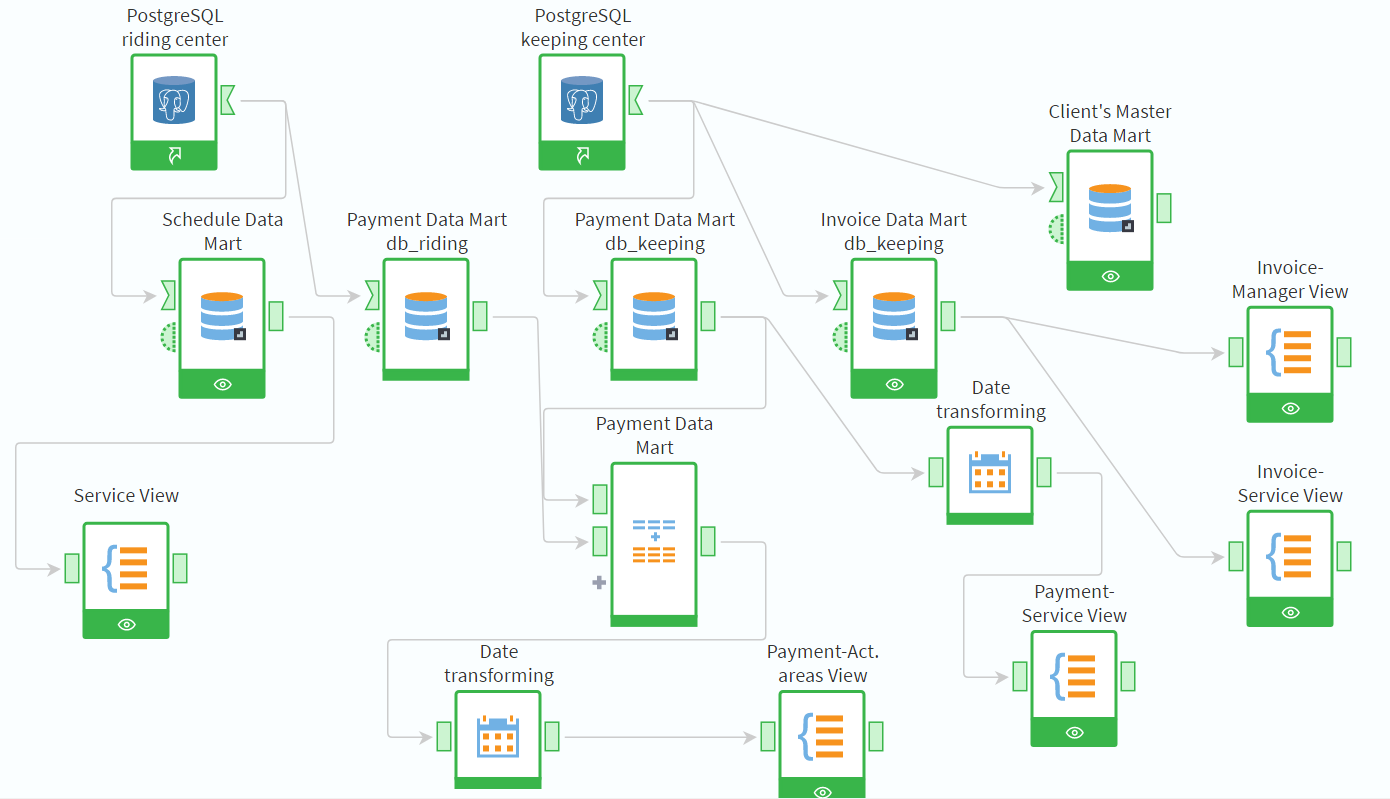 PostgreSQL
riding center
PostgreSQL
keeping center
Client's Master
Data Mart
Schedule Data
Mart
Payment Data Mart
db_riding
Payment Data Mart
db_keeping
Invoice Data Mart
db_keeping
Invoice-
Manager View
Date
transforming
Payment Data
Mart
Service View
Invoice-
Service View
Payment-
Service View
Date
transforming
Payment-Act.
areas View